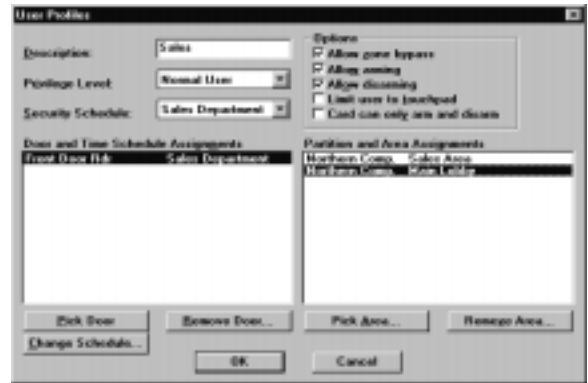 User Profiles
Description: Sales
Privilege Level: Normal User
Security Schedule: Sales Department
Options
Allow zone bypass
Allow arming
Allow disarming
Limit user to touchpad
Card can only arm and disarm
Door and Time Schedule Assignments
Front Door Rdr Sales Department
Partition and Area Assignments
Northern Comp. Sales Area
Northern Comp. Main Lobby
Pick Door
Remove Door...
Pick Area...
Remove Area...
Change Schedule...
OK
Cancel